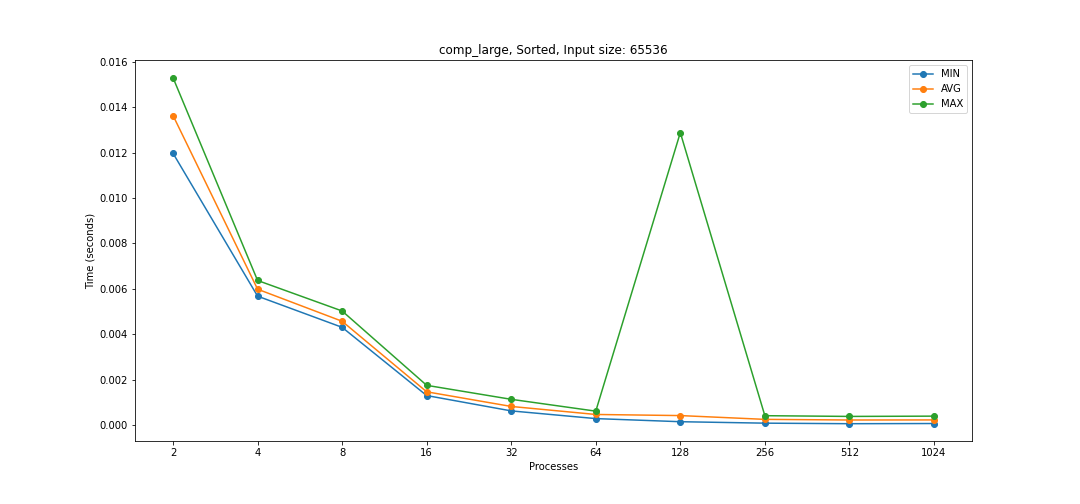 comp_large, Sorted, Input size: 65536
MIN
AVG
MAX
Time (seconds)
0.016
0.014
0.012
0.010
0.008
0.006
0.004
0.002
0.000
2 4 8 16 32 64 128 256 512 1024
Processes